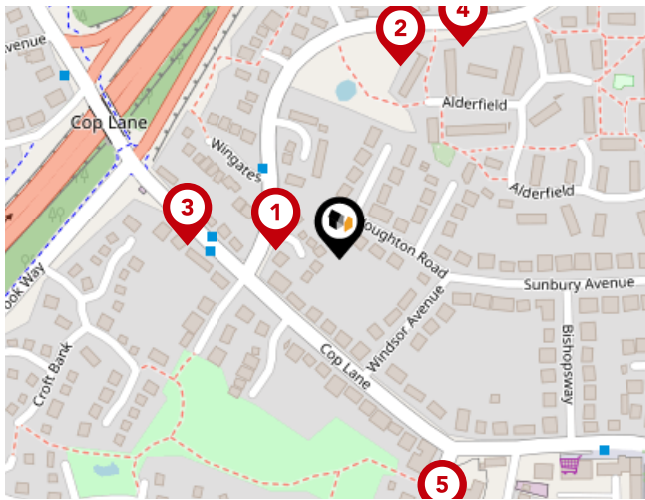 2
4
venue
Cop Lane
Alderfield
Wingates
Alderfield
3
1
oughton Road
Sunbury Avenue
ook Way
Windsor Avenue
Bishopsway
Cop Lane
Croft Bank
5